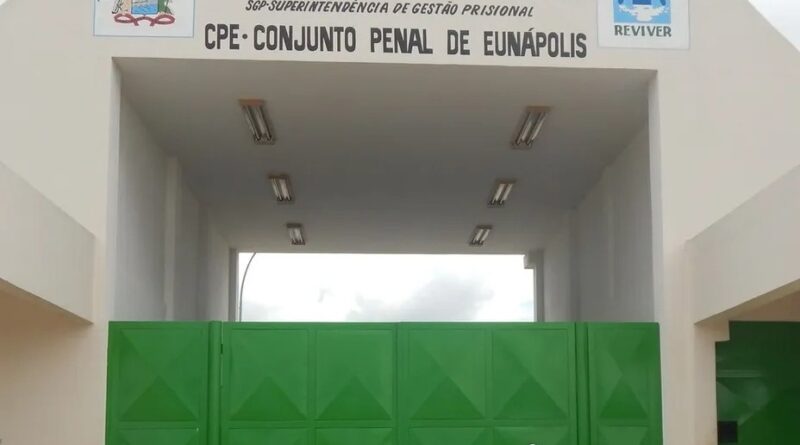 SGP-SUPERINTENDÊNCIA DE GESTÃO PRISIONAL
CPE - CONJUNTO PENAL DE EUNÁPOLIS
REVIVER